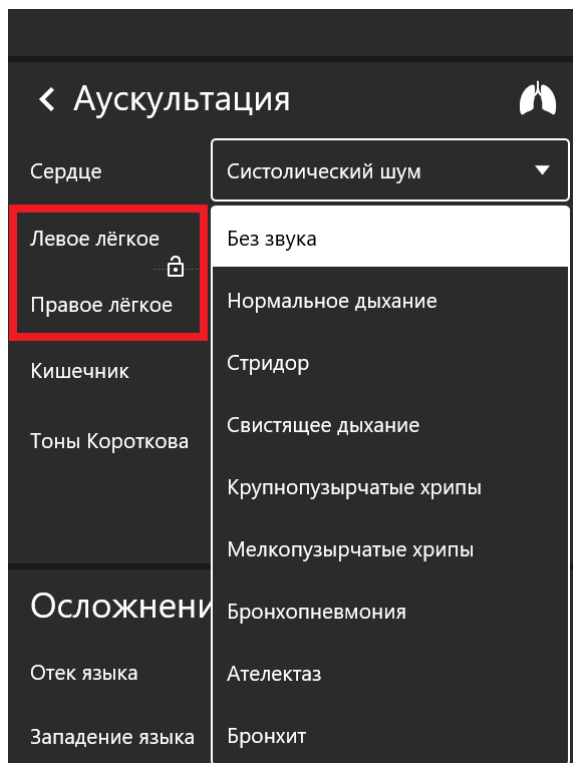 Аускультация
Сердце
Систолический шум
Левое лёгкое
Без звука
Правое лёгкое
Нормальное дыхание
Кишечник
Стридор
Тоны Короткова
Свистящее дыхание
Крупнопузырчатые хрипы
Мелкопузырчатые хрипы
Осложнени
Бронхопневмония
Отек языка
Ателектаз
Западение языка
Бронхит